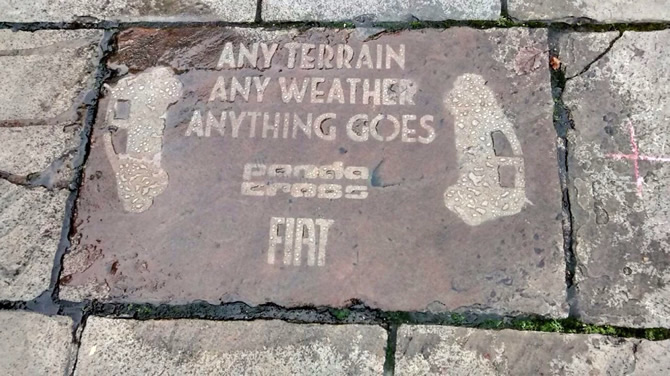 ANY TERRAIN
ANY WEATHER
ANYTHING GOES
panda
cross
FIAT